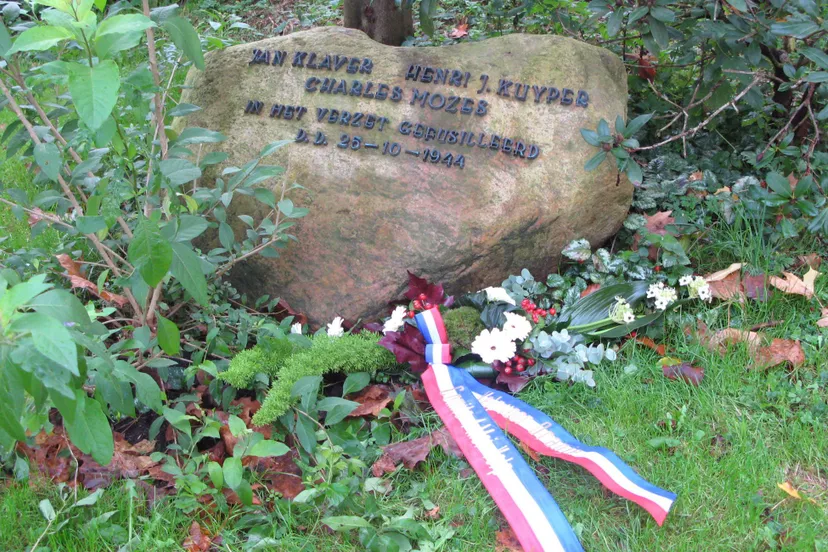 JAN KLAVER HENRI J. KUYPER
CHARLES MOZES
IN HET VERZET GEFUSILLEERD
D.D. 26-10-1944